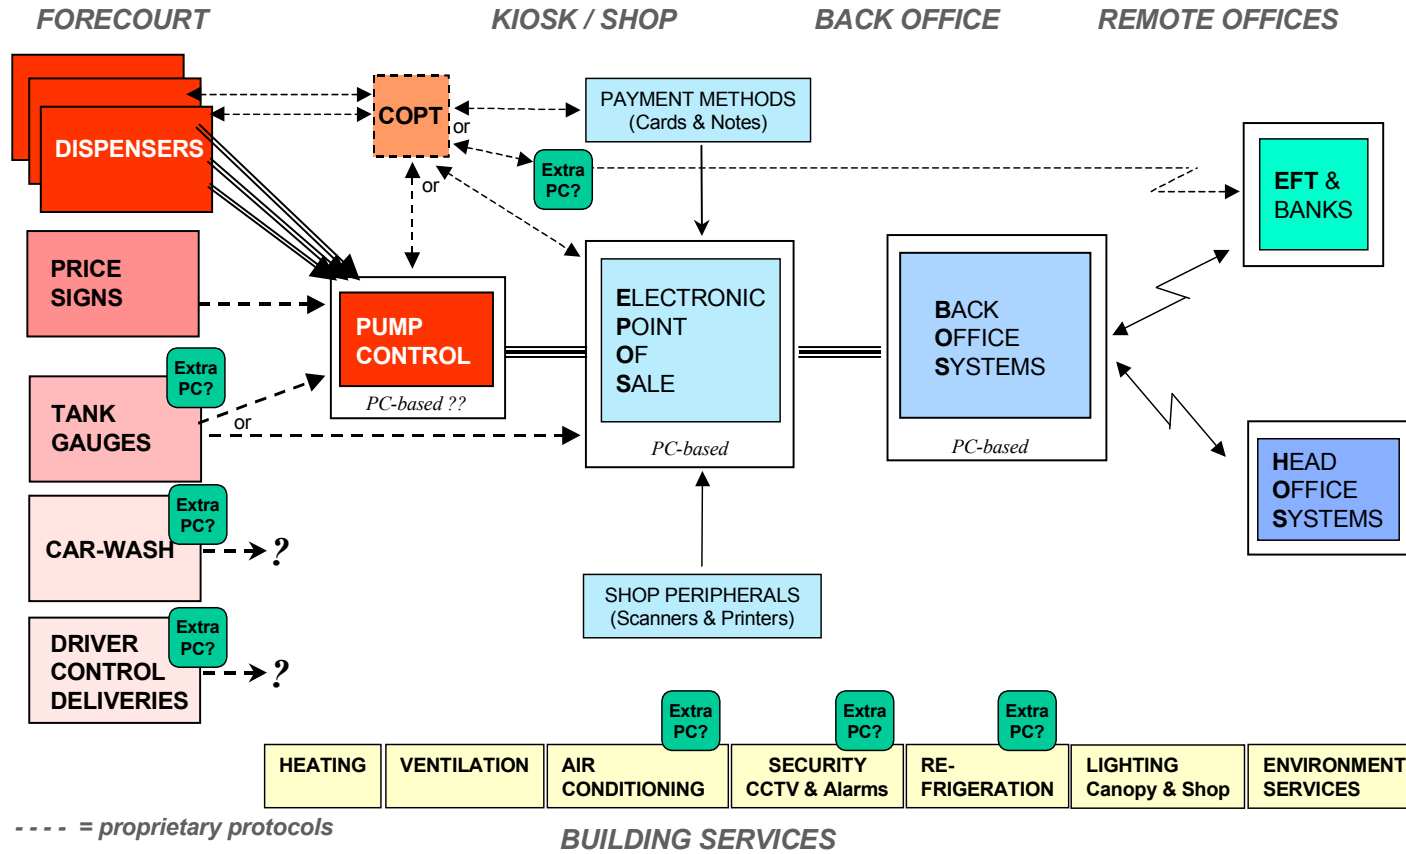 FORECOURT
KIOSK / SHOP
BACK OFFICE
REMOTE OFFICES
DISPENSERS
COPT
or
or
PAYMENT METHODS
(Cards & Notes)
Extra
PC?
EFT &
BANKS
PRICE
SIGNS
PUMP
CONTROL
PC-based ??
ELECTRONIC
POINT
OF
SALE
PC-based
BACK
OFFICE
SYSTEMS
PC-based
Extra
PC?
TANK
GAUGES
or
HEAD
OFFICE
SYSTEMS
Extra
PC?
CAR-WASH
?
SHOP PERIPHERALS
(Scanners & Printers)
Extra
PC?
DRIVER
CONTROL
DELIVERIES
?
Extra
PC?
Extra
PC?
Extra
PC?
HEATING
VENTILATION
AIR
CONDITIONING
SECURITY
CCTV & Alarms
RE-
FRIGERATION
LIGHTING
Canopy & Shop
ENVIRONMENT
SERVICES
---- = proprietary protocols
BUILDING SERVICES